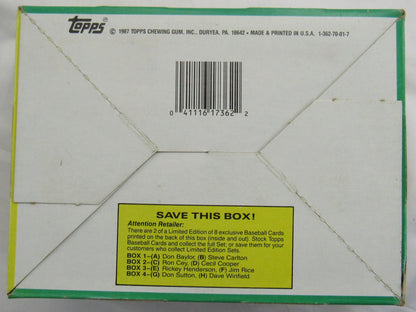 Topps® © 1987 TOPPS CHEWING GUM, INC., DURYEA, PA. 18642 • MADE & PRINTED IN U.S.A. 1-362-70-01-7
0 41116 17362 2
SAVE THIS BOX!
Attention Retailer:
There are 2 of a Limited Edition of 8 exclusive Baseball Cards
printed on the back of this box (inside and out). Stock Topps
Baseball Cards and collect the full set, or save them for your
customers who collect Limited Edition Sets.
BOX 1–(A) Don Baylor, (B) Steve Carlton
BOX 2–(C) Ron Cey, (D) Cecil Cooper
BOX 3–(E) Rickey Henderson, (F) Jim Rice
BOX 4–(G) Don Sutton, (H) Dave Winfield